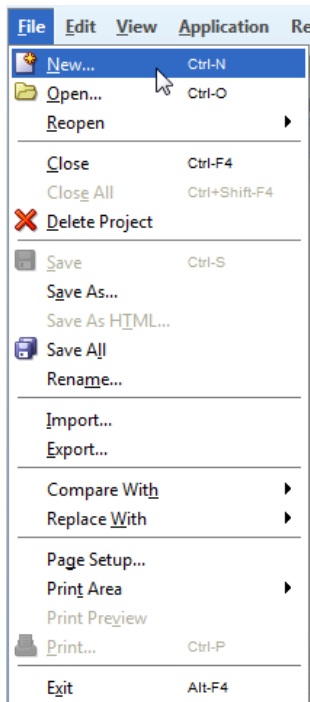 File Edit View Application Re
New... Ctrl-N
Open... Ctrl-O
Reopen
Close Ctrl-F4
Close All Ctrl+Shift-F4
Delete Project
Save Ctrl-S
Save As...
Save As HTML...
Save All
Rename...
Import...
Export...
Compare With
Replace With
Page Setup...
Print Area
Print Preview
Print... Ctrl-P
Exit Alt-F4